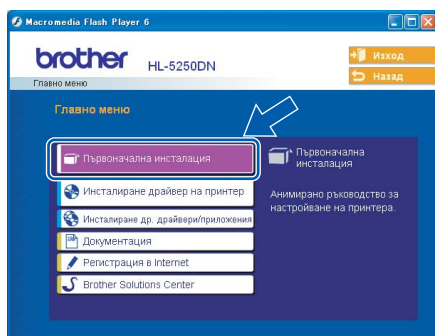 Macromedia Flash Player 6
brother HL-5250DN
Изход
Назад
Главно меню
Главно меню
Първоначална инсталация
Инсталиране драйвер на принтер
Инсталиране др. драйвери/приложения
Документация
Регистрация в Internet
Brother Solutions Center
Първоначална
инсталация
Анимирано ръководство за
настройване на принтера.